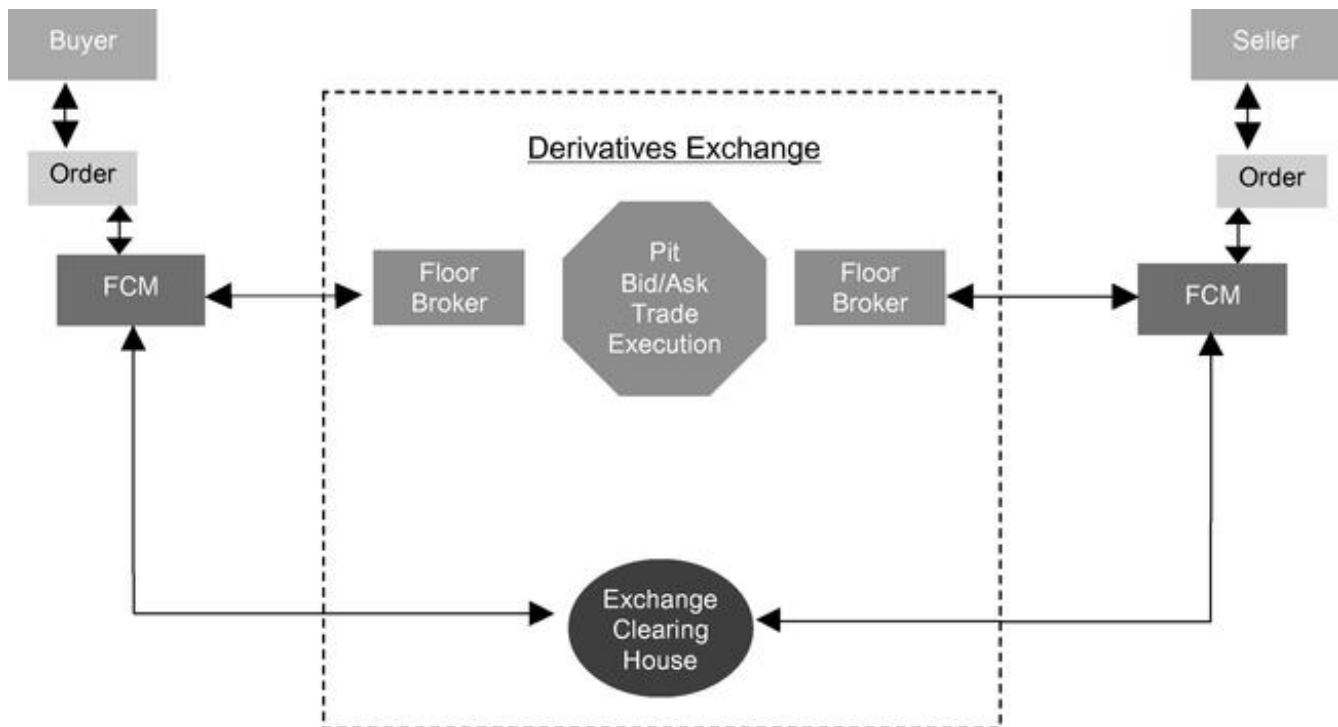 Buyer
Seller
Derivatives Exchange
Order
Order
Pit
Bid/Ask
Trade
Execution
Floor
Broker
Floor
Broker
FCM
FCM
Exchange
Clearing
House